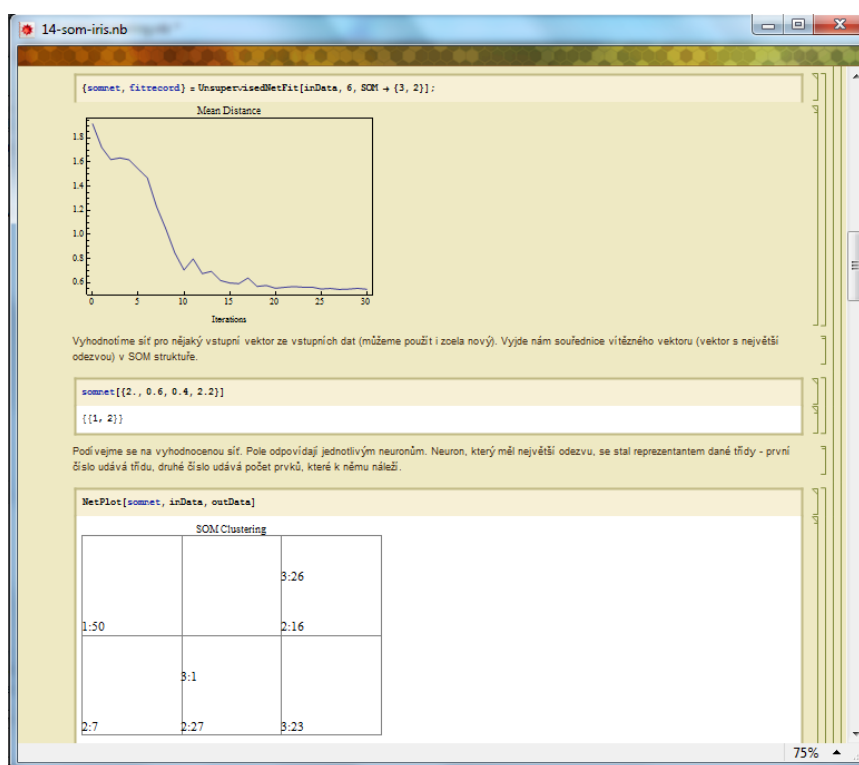 14-som-iris.nb
{somnet, fitrecord} = UnsupervisedNetFit[inData, 6, SOM → {3, 2}];
Mean Distance
1.8
1.6
1.4
1.2
1.0
0.8
0.6
0 5 10 15 20 25 30
Iterations
Vyhodnotíme síť pro nějaký vstupní vektor ze vstupních dat (můžeme použít i zcela nový). Vyjde nám souřednice vítězného vektoru (vektor s největší
odezvou) v SOM struktuře.
somnet[{2., 0.6, 0.4, 2.2}]
{{1, 2}}
Podívejme se na vyhodnocenou síť. Pole odpovídají jednotlivým neuronům. Neuron, který měl největší odezvu, se stal reprezentantem dané třídy - první
číslo udává třídu, druhé číslo udává počet prvků, které k němu náleží.
NetPlot[somnet, inData, outData]
SOM Clustering
3:26
1:50 2:16
3:1
2:7 2:27 3:23
75%